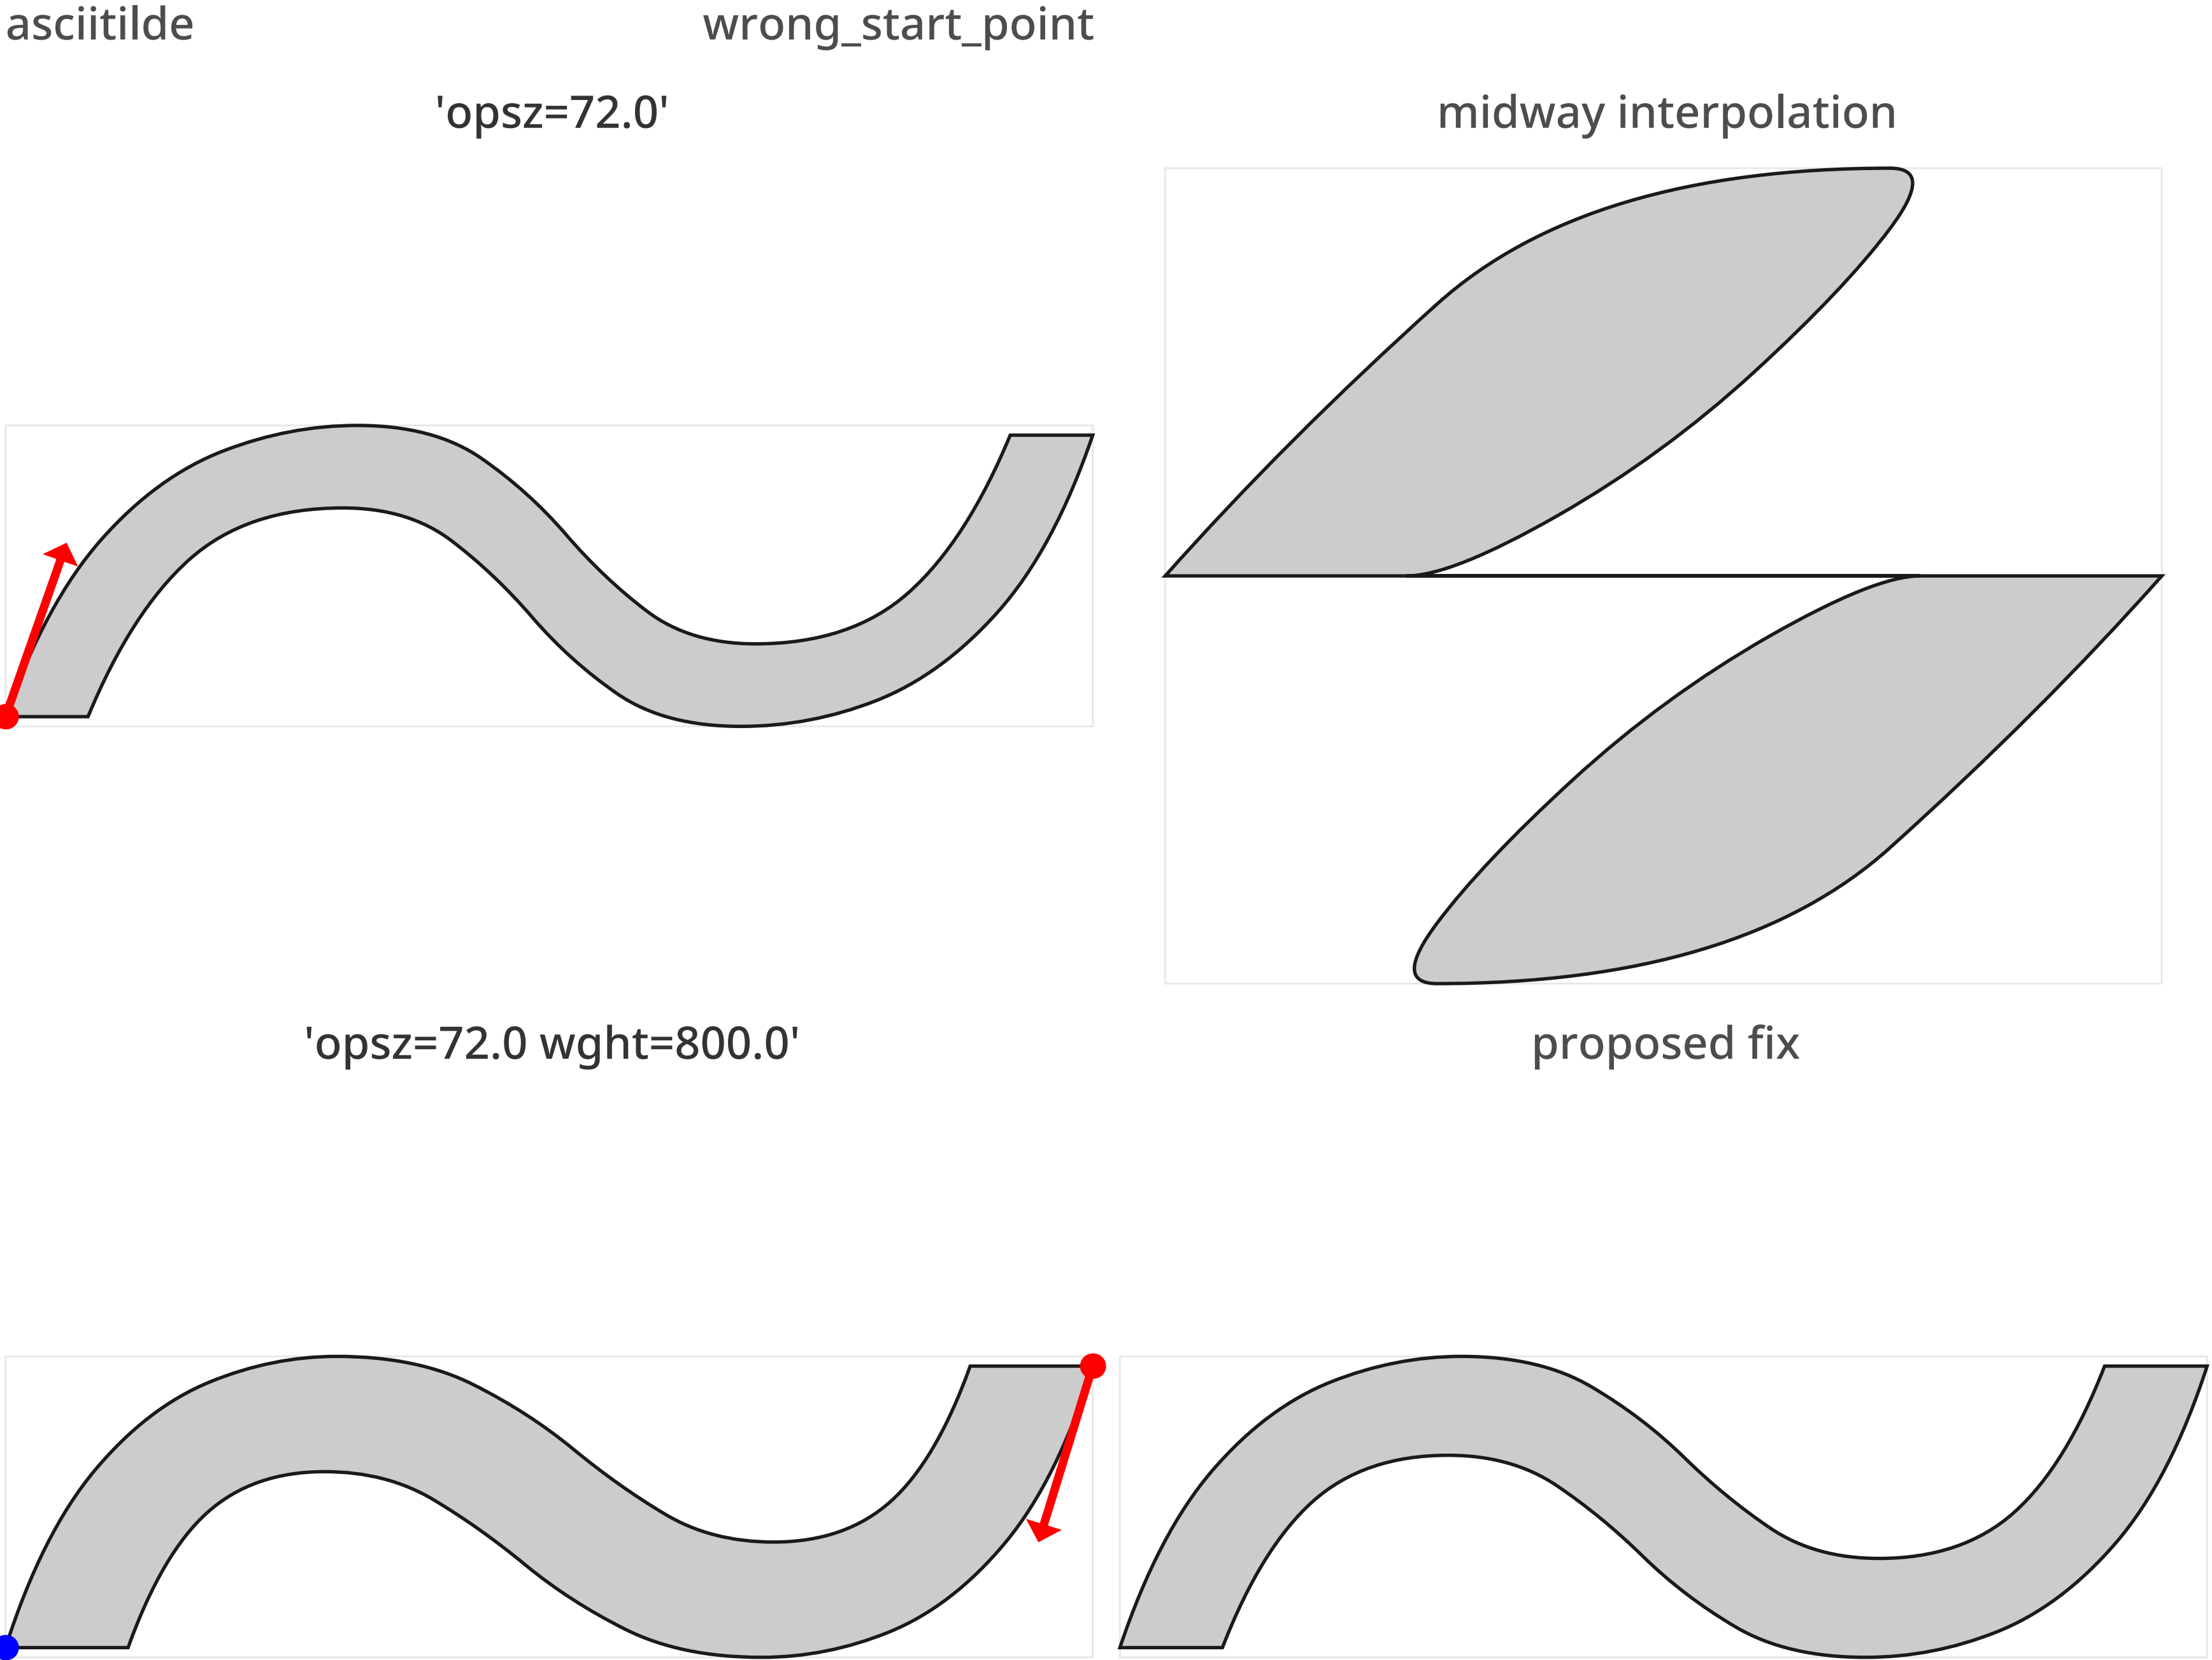 asciitilde
wrong_start_point
'opsz=72.0'
midway interpolation
'opsz=72.0 wght=800.0'
proposed fix